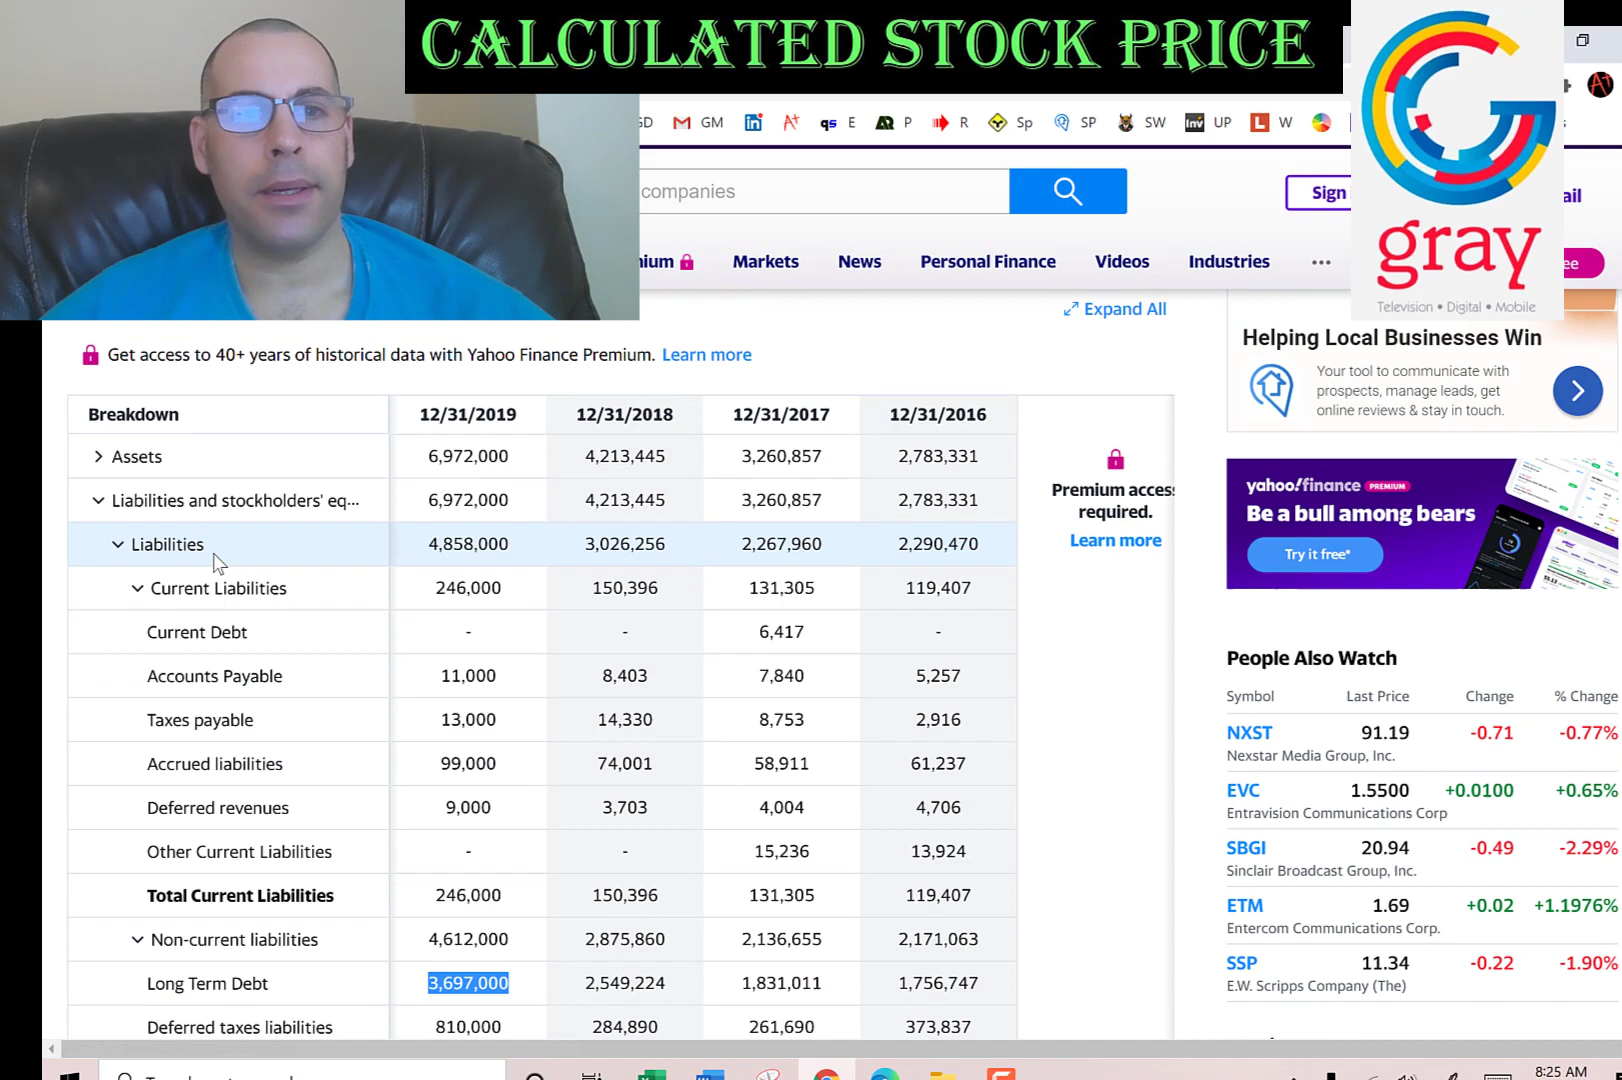 CALCULATED STOCK PRICE
GM
in
A+
qs
E
AR
P
R
Sp
SP
SW
Inv
UP
L
W
A+
companies
Sign
ail
nium
Markets
News
Personal Finance
Videos
Industries
...
ee
gray
Television • Digital • Mobile
Expand All
Get access to 40+ years of historical data with Yahoo Finance Premium. Learn more
Helping Local Businesses Win
Your tool to communicate with
prospects, manage leads, get
online reviews & stay in touch.
Breakdown 12/31/2019 12/31/2018 12/31/2017 12/31/2016
Assets 6,972,000 4,213,445 3,260,857 2,783,331
Liabilities and stockholders' eq... 6,972,000 4,213,445 3,260,857 2,783,331
Liabilities 4,858,000 3,026,256 2,267,960 2,290,470
Current Liabilities 246,000 150,396 131,305 119,407
Current Debt - - 6,417 -
Accounts Payable 11,000 8,403 7,840 5,257
Taxes payable 13,000 14,330 8,753 2,916
Accrued liabilities 99,000 74,001 58,911 61,237
Deferred revenues 9,000 3,703 4,004 4,706
Other Current Liabilities - - 15,236 13,924
Total Current Liabilities 246,000 150,396 131,305 119,407
Non-current liabilities 4,612,000 2,875,860 2,136,655 2,171,063
Long Term Debt 3,697,000 2,549,224 1,831,011 1,756,747
Deferred taxes liabilities 810,000 284,890 261,690 373,837
Premium access
required.
Learn more
yahoo!finance PREMIUM
Be a bull among bears
Try it free*
People Also Watch
Symbol Last Price Change % Change
NXST 91.19 -0.71 -0.77%
Nexstar Media Group, Inc.
EVC 1.5500 +0.0100 +0.65%
Entravision Communications Corp
SBGI 20.94 -0.49 -2.29%
Sinclair Broadcast Group, Inc.
ETM 1.69 +0.02 +1.1976%
Entercom Communications Corp.
SSP 11.34 -0.22 -1.90%
E.W. Scripps Company (The)
8:25 AM